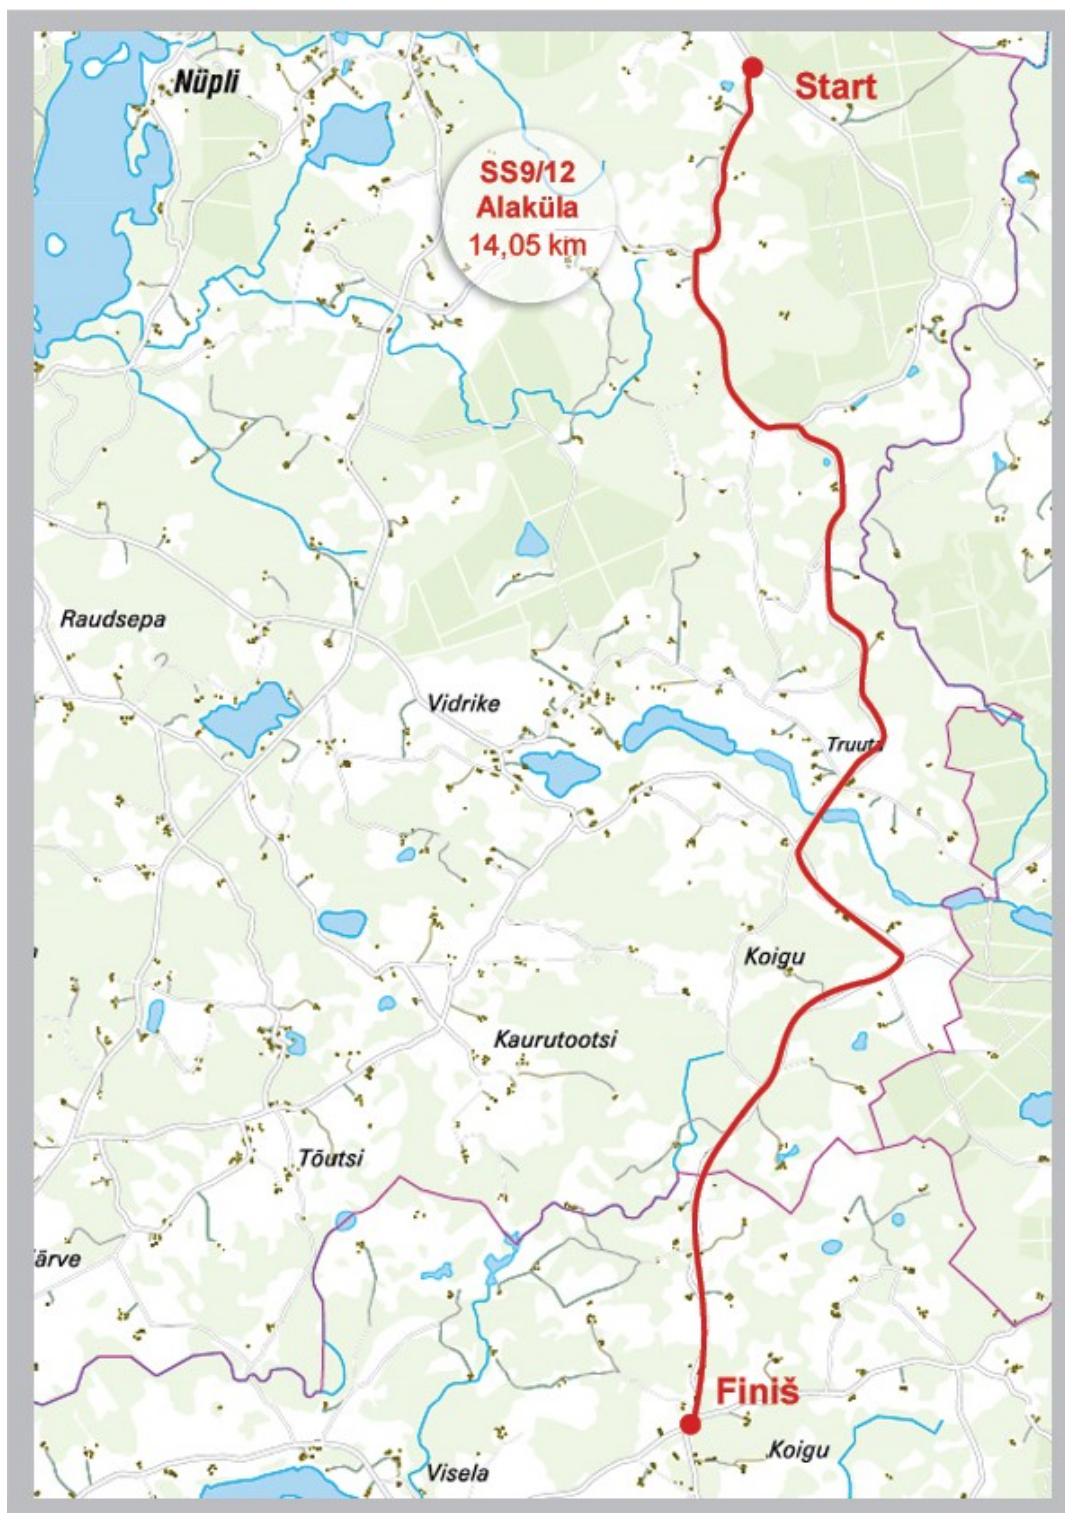 Nüpli
Start
SS9/12
Alaküla
14,05 km
Raudsepa
Vidrike
Koigu
Kaurutootsi
Tõutsi
Finiš
Koigu
Visela